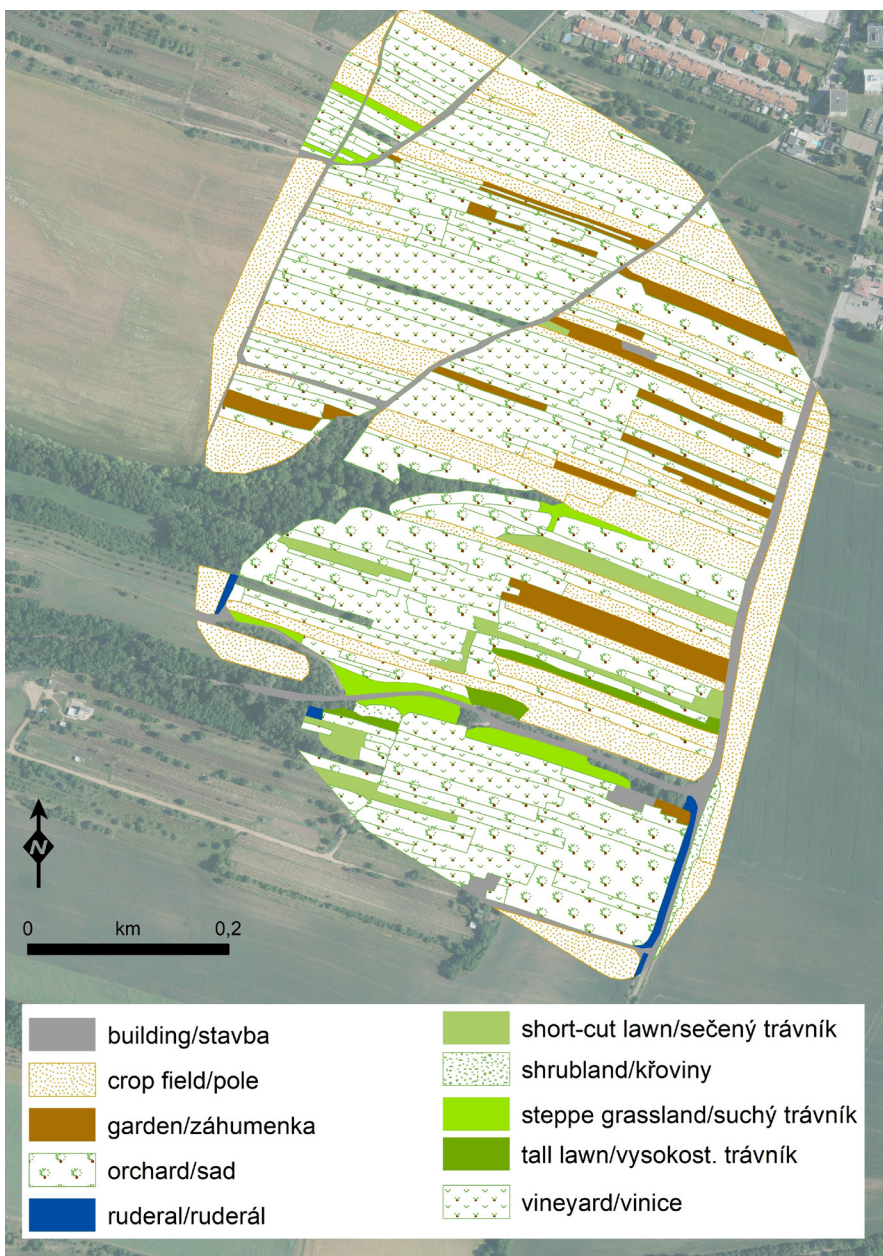 N
0 km 0,2
building/stavba
crop field/pole
garden/záhumenka
orchard/sad
ruderal/ruderál
short-cut lawn/sečený trávník
shrubland/křoviny
steppe grassland/suchý trávník
tall lawn/vysokost. trávník
vineyard/vinice